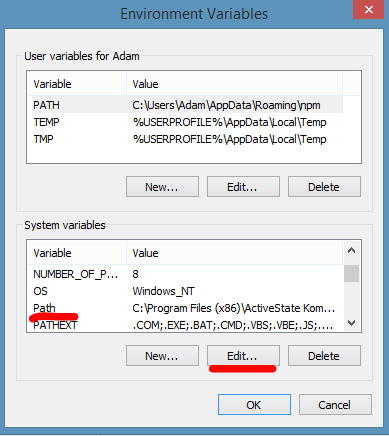 Environment Variables
User variables for Adam
Variable Value
PATH C:\Users\Adam\AppData\Roaming\npm
TEMP %USERPROFILE%\AppData\Local\Temp
TMP %USERPROFILE%\AppData\Local\Temp
New... Edit... Delete
System variables
Variable Value
NUMBER_OF_P... 8
OS Windows_NT
Path C:\Program Files (x86)\ActiveState Kom...
PATHEXT .COM;.EXE;.BAT;.CMD;.VBS;.VBE;.JS;....
New... Edit... Delete
OK Cancel